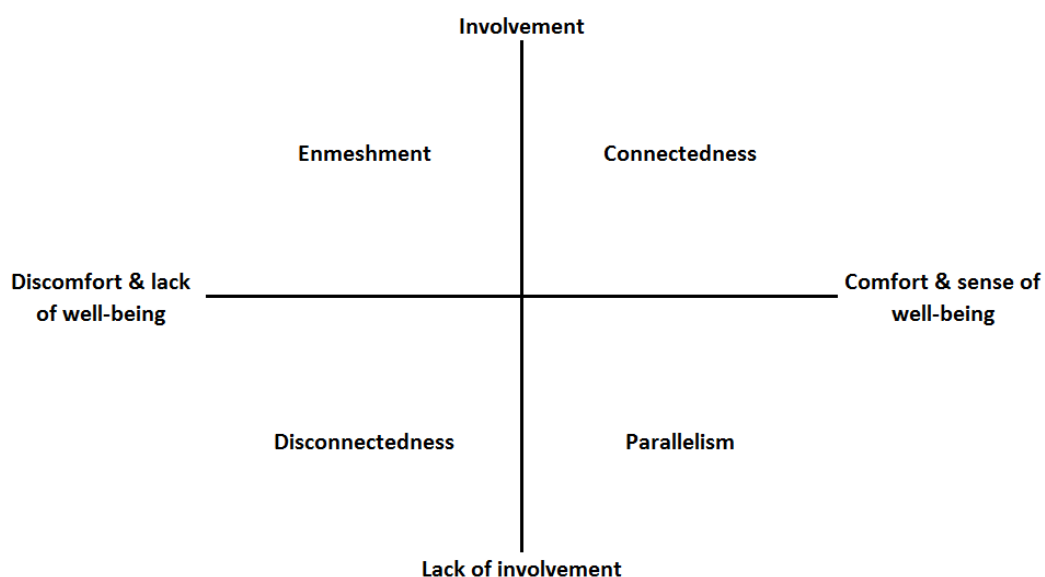 Involvement
Enmeshment
Connectedness
Discomfort & lack
of well-being
Comfort & sense of
well-being
Disconnectedness
Parallelism
Lack of involvement